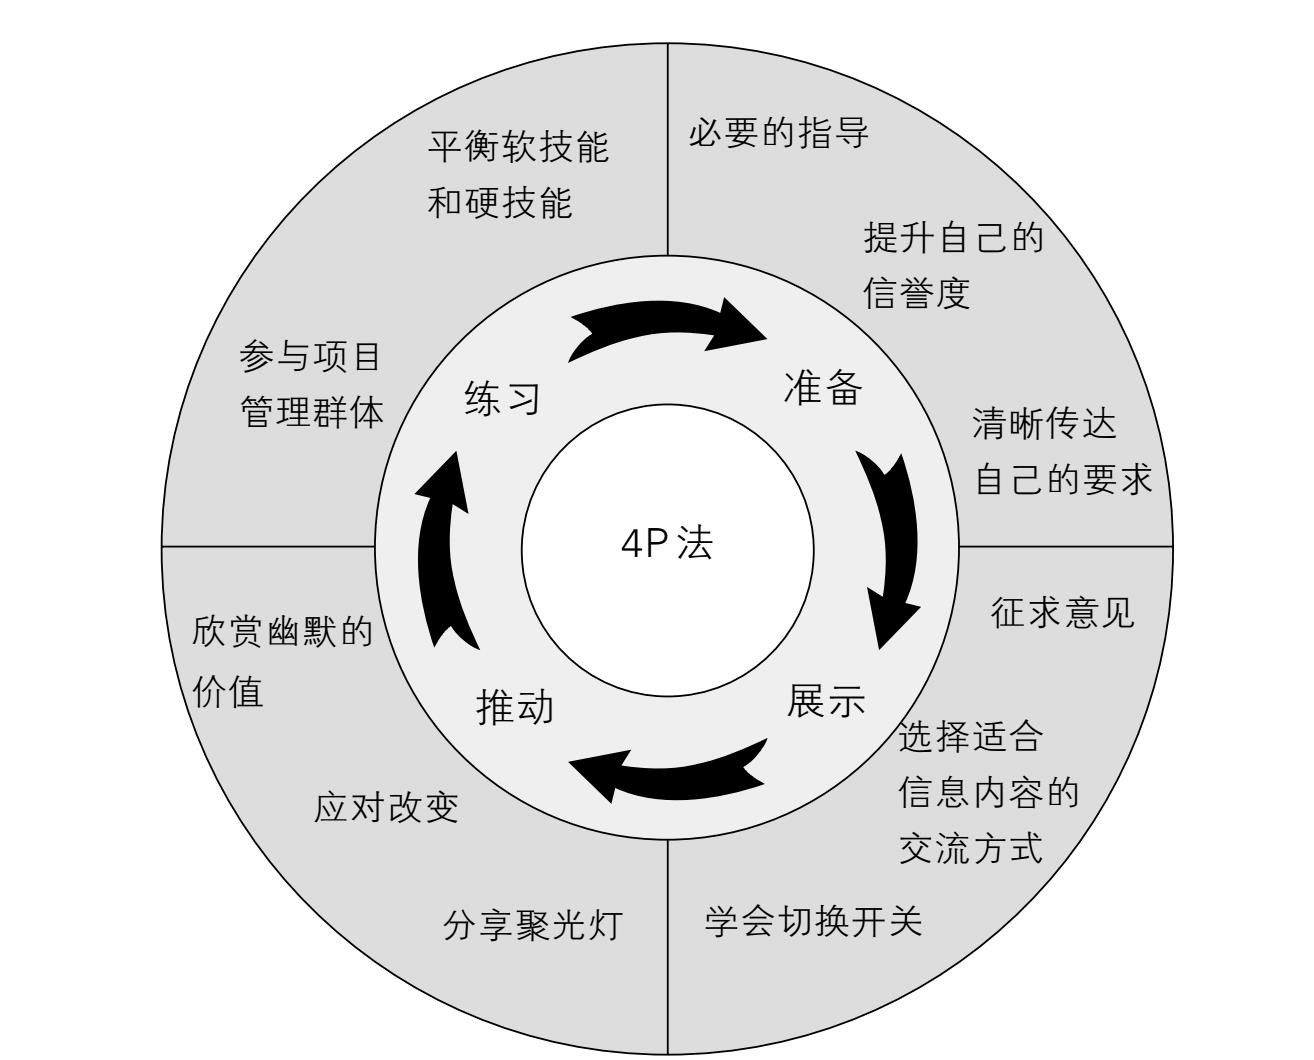 平衡软技能
和硬技能
必要的指导
提升自己的
信誉度
参与项目
管理群体
练习
准备
清晰传达
自己的要求
4P法
欣赏幽默的
价值
征求意见
推动
展示
选择适合
信息内容的
交流方式
应对改变
分享聚光灯
学会切换开关